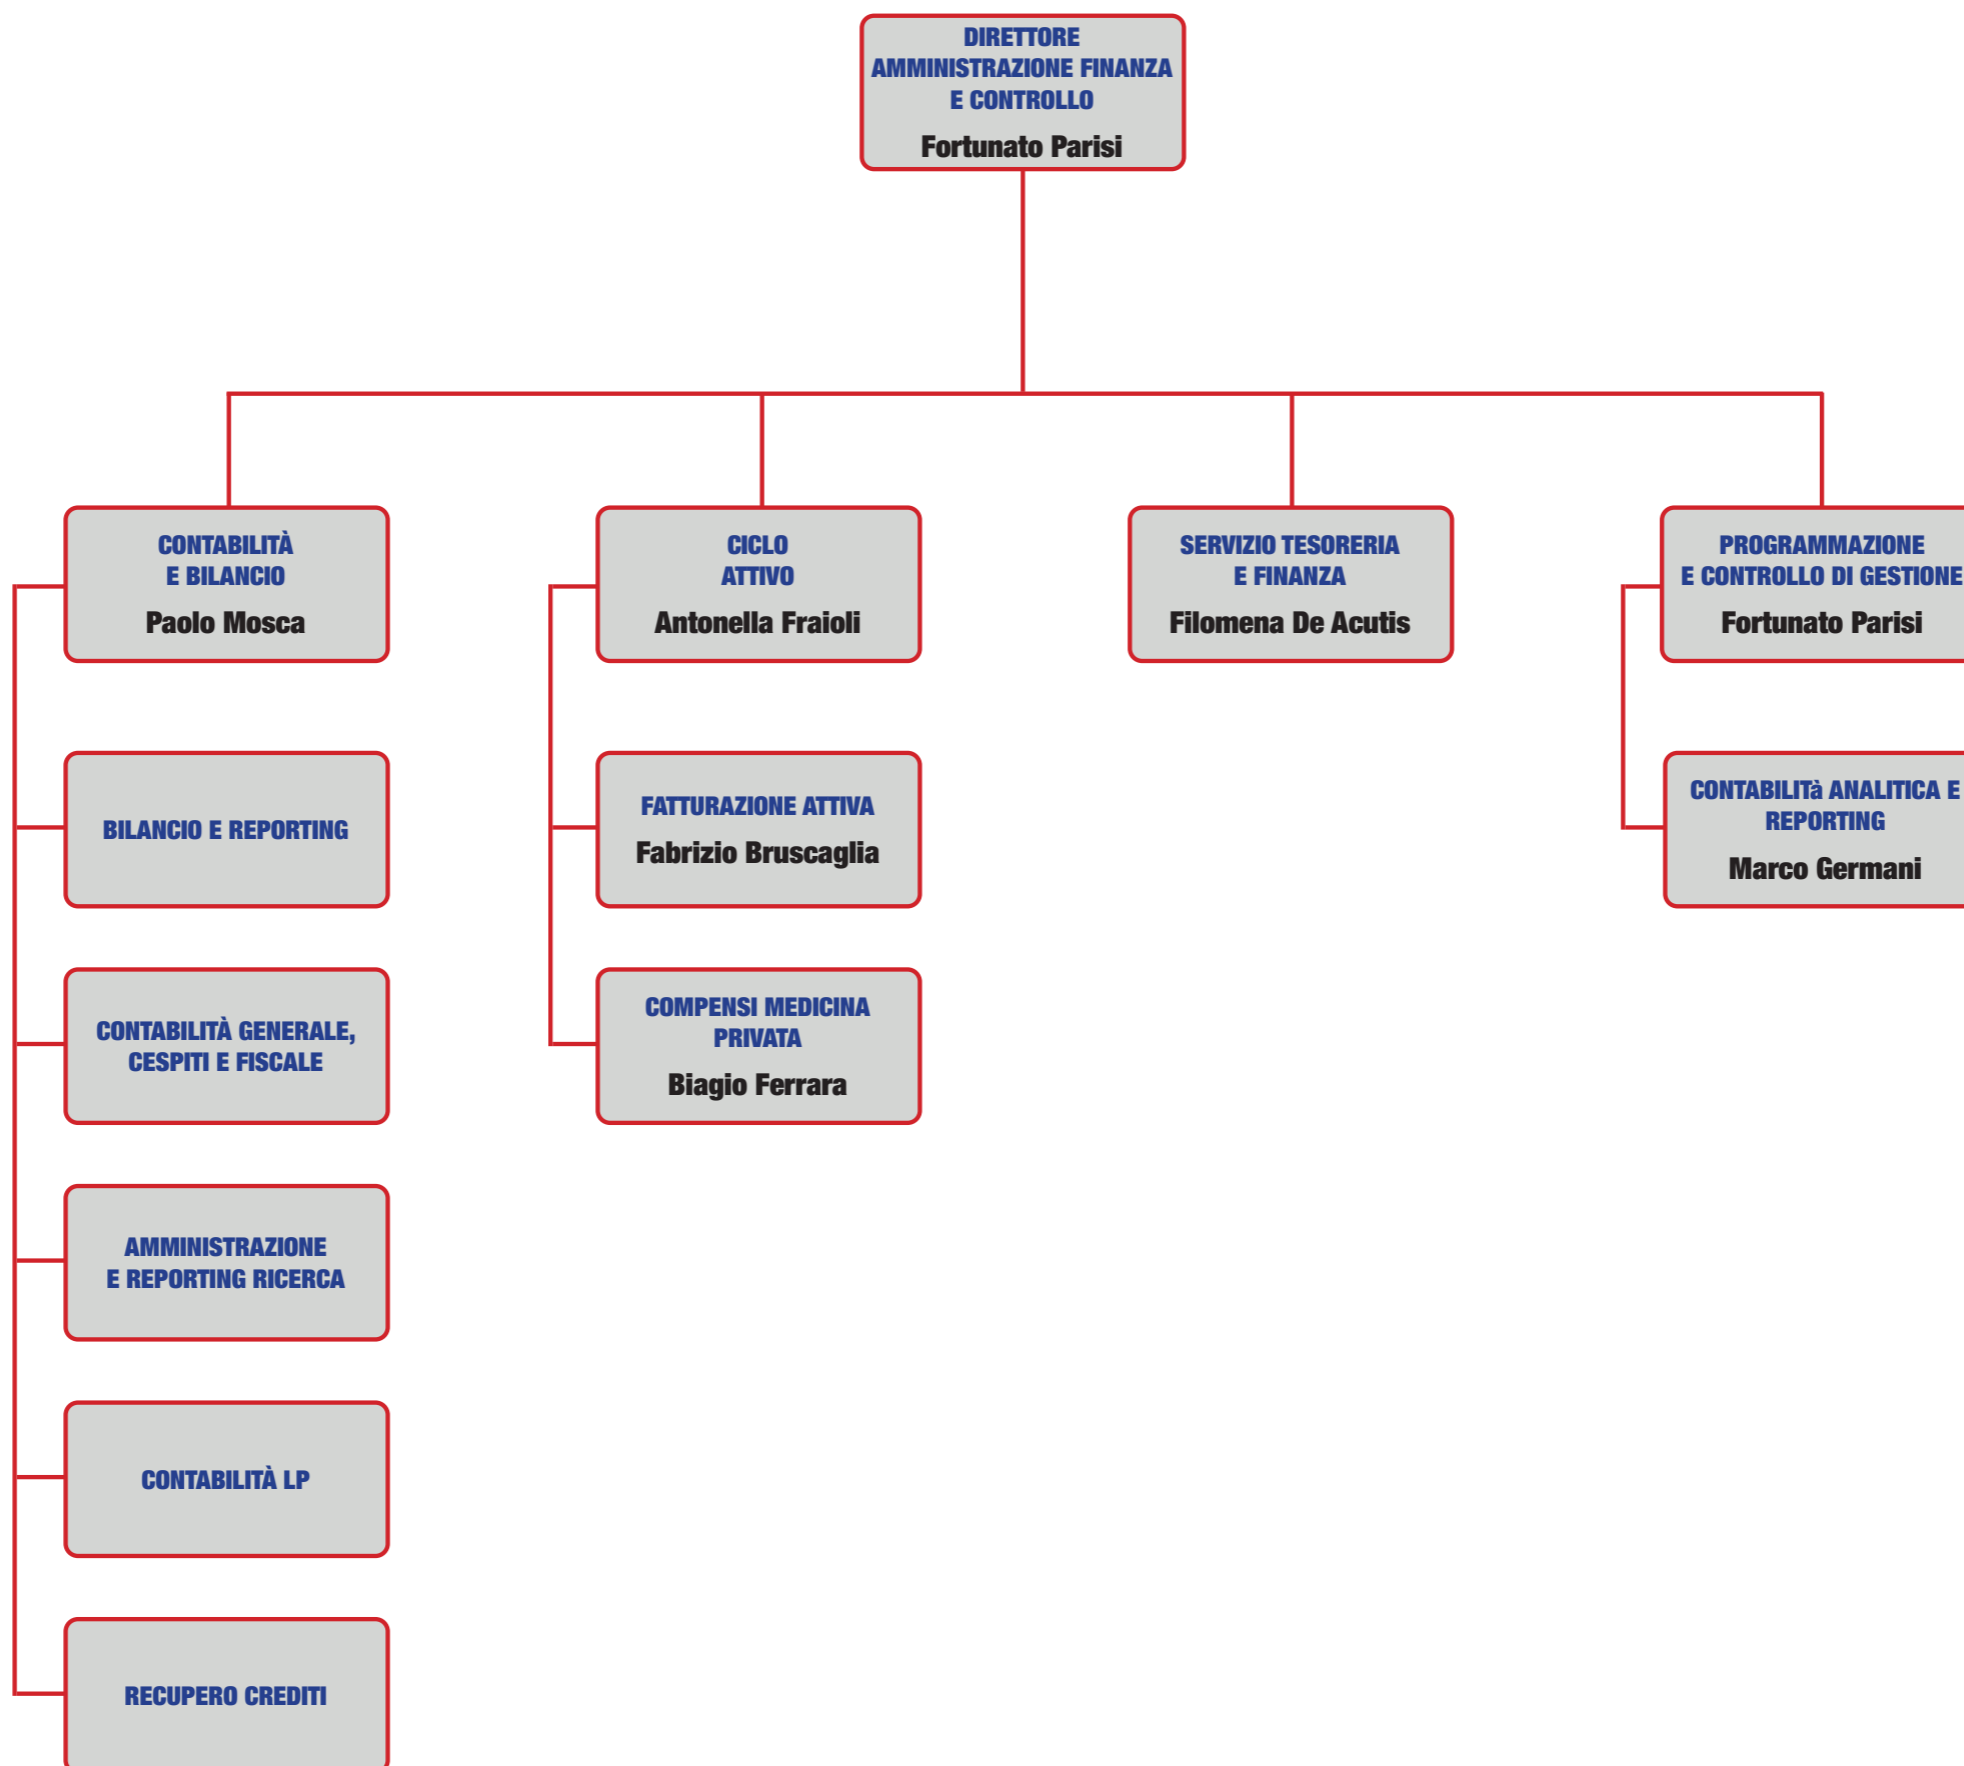 DIRETTORE
AMMINISTRAZIONE FINANZA
E CONTROLLO
Fortunato Parisi
CONTABILITÀ
E BILANCIO
Paolo Mosca
CICLO
ATTIVO
Antonella Fraioli
SERVIZIO TESORERIA
E FINANZA
Filomena De Acutis
PROGRAMMAZIONE
E CONTROLLO DI GESTIONE
Fortunato Parisi
BILANCIO E REPORTING
FATTURAZIONE ATTIVA
Fabrizio Bruscaglia
CONTABILITà ANALITICA E
REPORTING
Marco Germani
CONTABILITÀ GENERALE,
CESPITI E FISCALE
COMPENSI MEDICINA
PRIVATA
Biagio Ferrara
AMMINISTRAZIONE
E REPORTING RICERCA
CONTABILITÀ LP
RECUPERO CREDITI